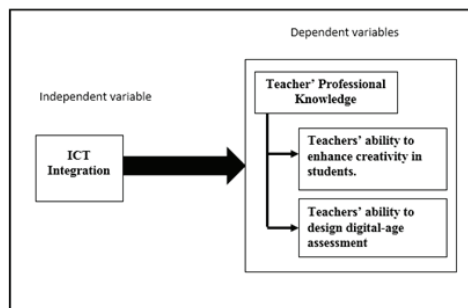 Dependent variables
Teacher’ Professional
Knowledge
Independent variable
ICT
Integration
Teachers’ ability to
enhance creativity in
students.
Teachers’ ability to
design digital-age
assessment